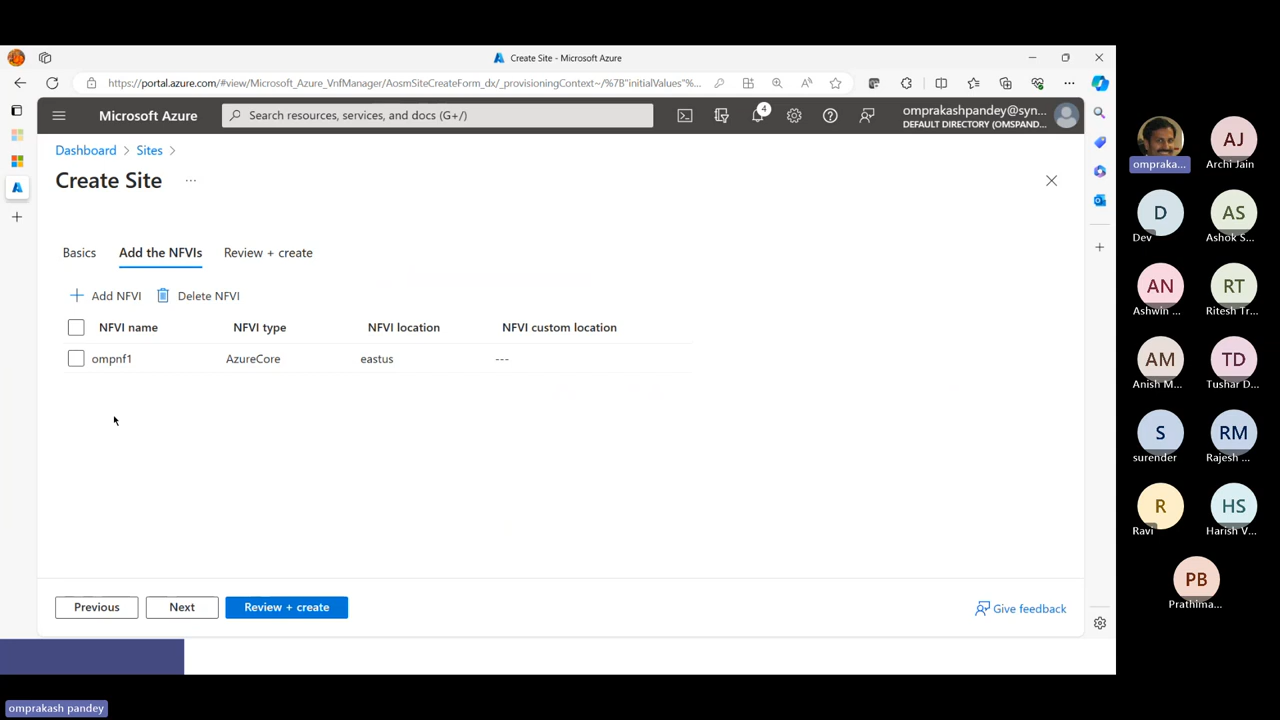 Create Site - Microsoft Azure
https://portal.azure.com/#view/Microsoft_Azure_VnfManager/AosmSiteCreateForm_dx/_provisioningContext~/%7B"initialValues"%...
Microsoft Azure
Search resources, services, and docs (G+/)
4
omprakashpandey@syn...
DEFAULT DIRECTORY (OMSPAND...
Dashboard > Sites >
Create Site ...
Basics Add the NFVIs Review + create
+ Add NFVI Delete NFVI
NFVI name NFVI type NFVI location NFVI custom location
ompnf1 AzureCore eastus ---
Previous Next Review + create Give feedback
ompraka...
AJ
Archi Jain
D
Dev
AS
Ashok S...
AN
Ashwin ...
RT
Ritesh Tr...
AM
Anish M...
TD
Tushar D...
S
surender
RM
Rajesh ...
R
Ravi
HS
Harish V...
PB
Prathima...
omprakash pandey